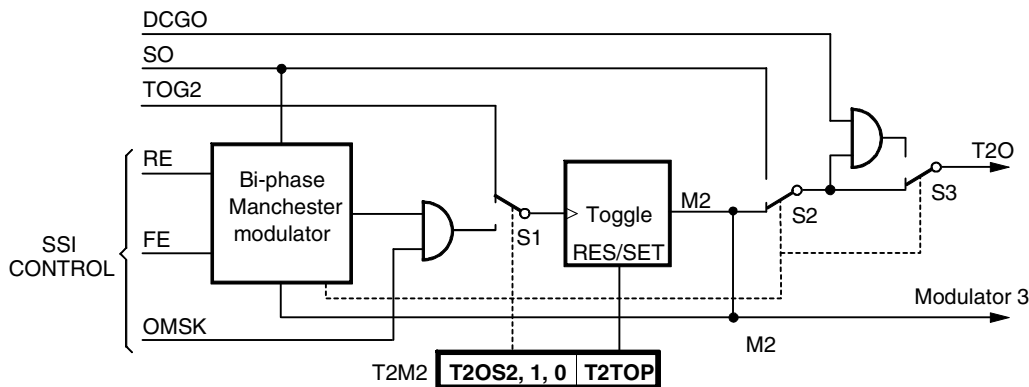 DCGO
SO
TOG2
RE
FE
SSI
CONTROL
OMSK
Bi-phase
Manchester
modulator
S1
Toggle
RES/SET
M2
S2
S3
T2O
Modulator 3
M2
T2M2 T2OS2, 1, 0 T2TOP